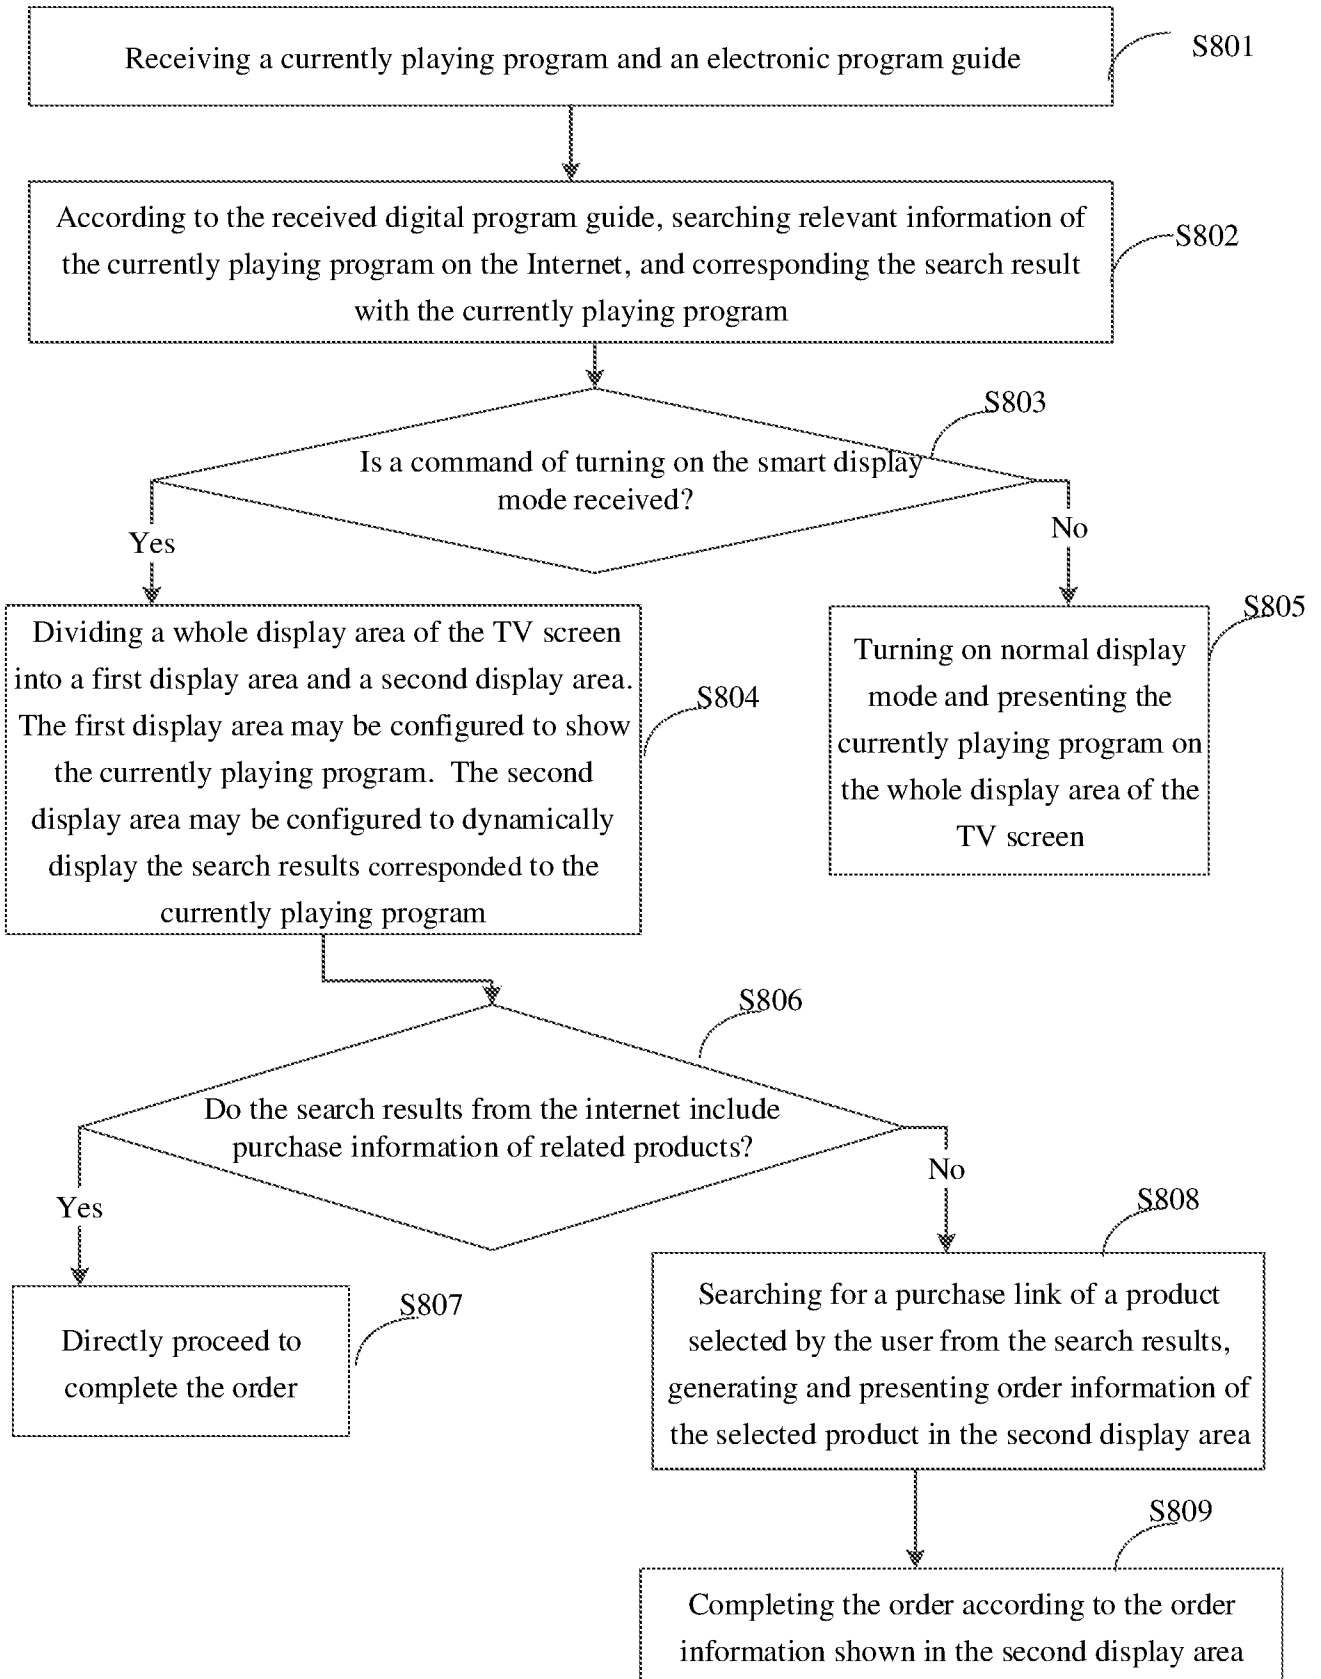 Receiving a currently playing program and an electronic program guide
S801
According to the received digital program guide, searching relevant information of
the currently playing program on the Internet, and corresponding the search result
with the currently playing program
S802
S803
Is a command of turning on the smart display
mode received?
Yes
No
Dividing a whole display area of the TV screen
into a first display area and a second display area.
The first display area may be configured to show
the currently playing program. The second
display area may be configured to dynamically
display the search results corresponded to the
currently playing program
S804
S805
Turning on normal display
mode and presenting the
currently playing program on
the whole display area of the
TV screen
S806
Do the search results from the internet include
purchase information of related products?
Yes
No
S807
Directly proceed to
complete the order
S808
Searching for a purchase link of a product
selected by the user from the search results,
generating and presenting order information of
the selected product in the second display area
S809
Completing the order according to the order
information shown in the second display area